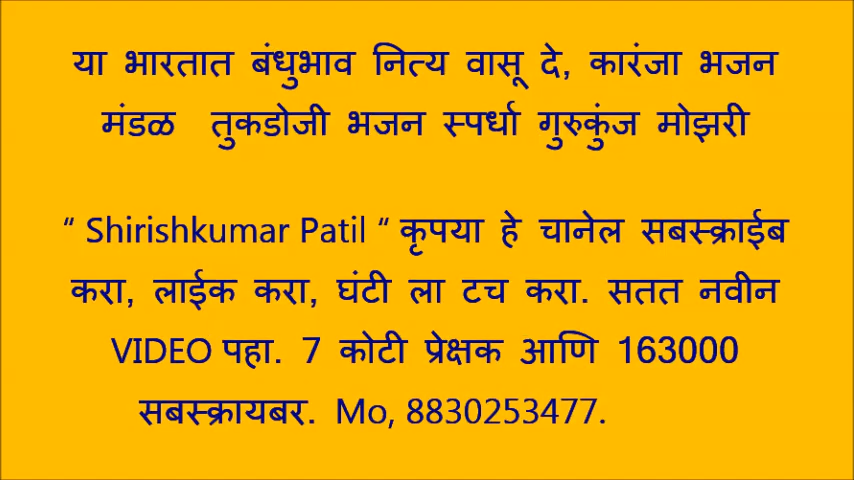 या भारतात बंधुभाव नित्य वासू दे, कारंजा भजन
मंडळ तुकडोजी भजन स्पर्धा गुरुकुंज मोझरी
“ Shirishkumar Patil “ कृपया हे चानेल सबस्क्राईब
करा, लाईक करा, घंटी ला टच करा. सतत नवीन
VIDEO पहा. 7 कोटी प्रेक्षक आणि 163000
सबस्क्रायबर. Mo, 8830253477.